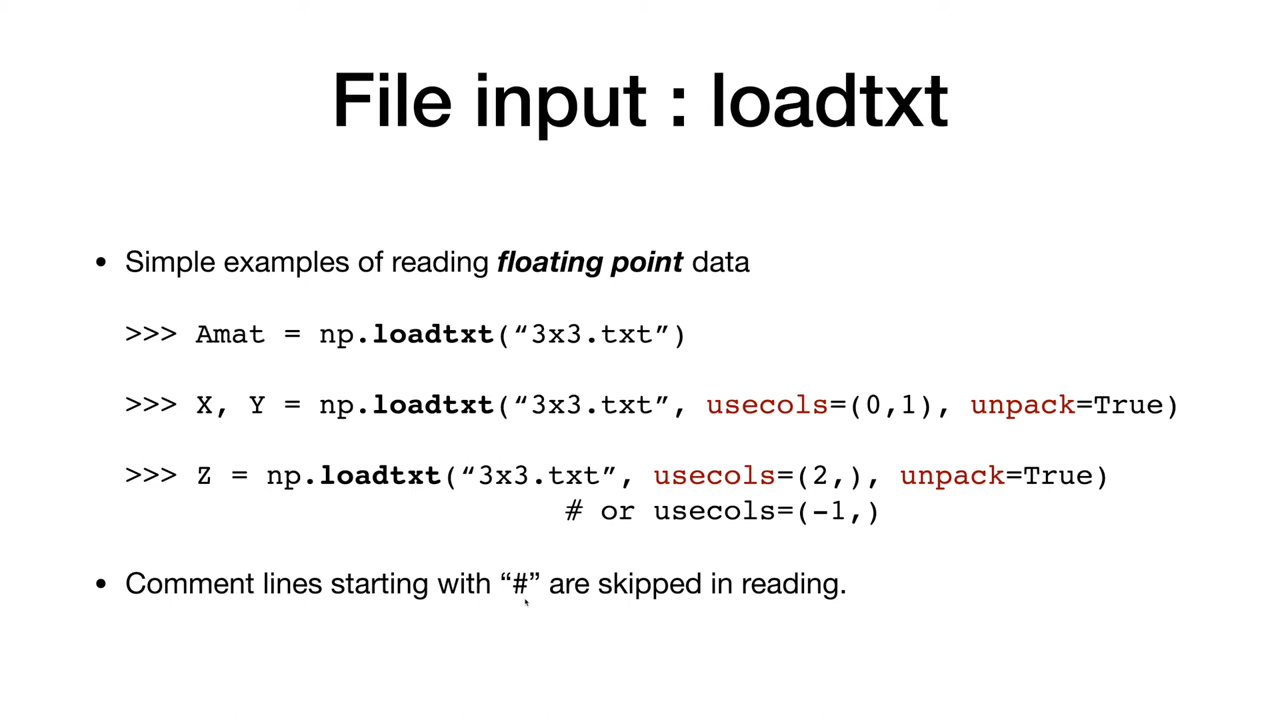 File input : loadtxt
• Simple examples of reading floating point data
>>> Amat = np.loadtxt(“3x3.txt”)
>>> X, Y = np.loadtxt(“3x3.txt”, usecols=(0,1), unpack=True)
>>> Z = np.loadtxt(“3x3.txt”, usecols=(2,), unpack=True)
# or usecols=(-1,)
• Comment lines starting with “#” are skipped in reading.